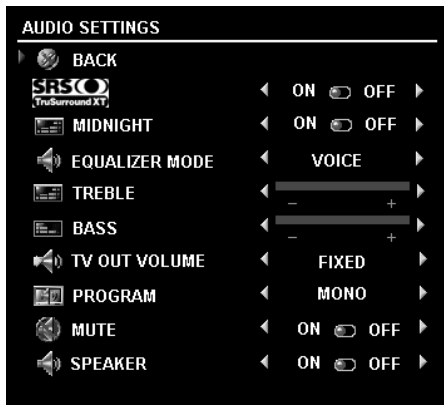 AUDIO SETTINGS
BACK
SRS
TruSurround XT
ON OFF
MIDNIGHT ON OFF
EQUALIZER MODE VOICE
TREBLE
- +
BASS
- +
TV OUT VOLUME FIXED
PROGRAM MONO
MUTE ON OFF
SPEAKER ON OFF